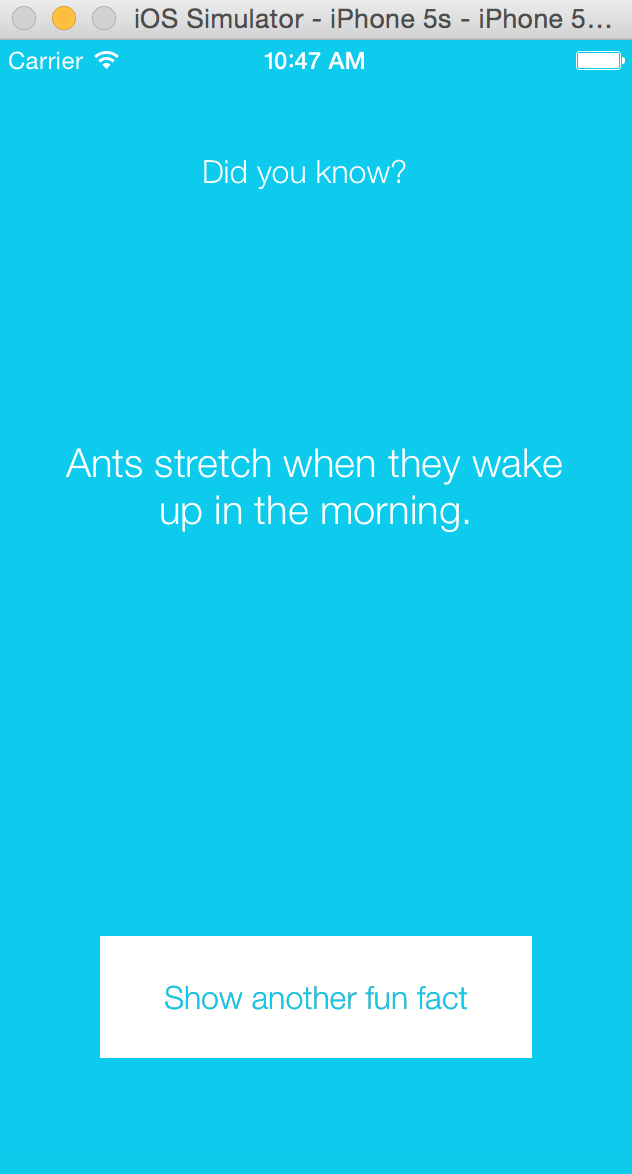 iOS Simulator - iPhone 5s - iPhone 5...
Carrier 10:47 AM
Did you know?
Ants stretch when they wake
up in the morning.
Show another fun fact